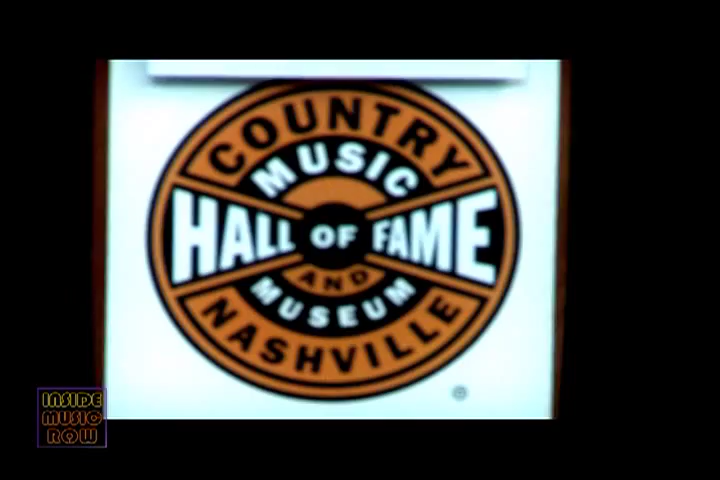 COUNTRY
MUSIC
HALL OF FAME
AND
MUSEUM
NASHVILLE
®
INSIDE
MUSIC
ROW